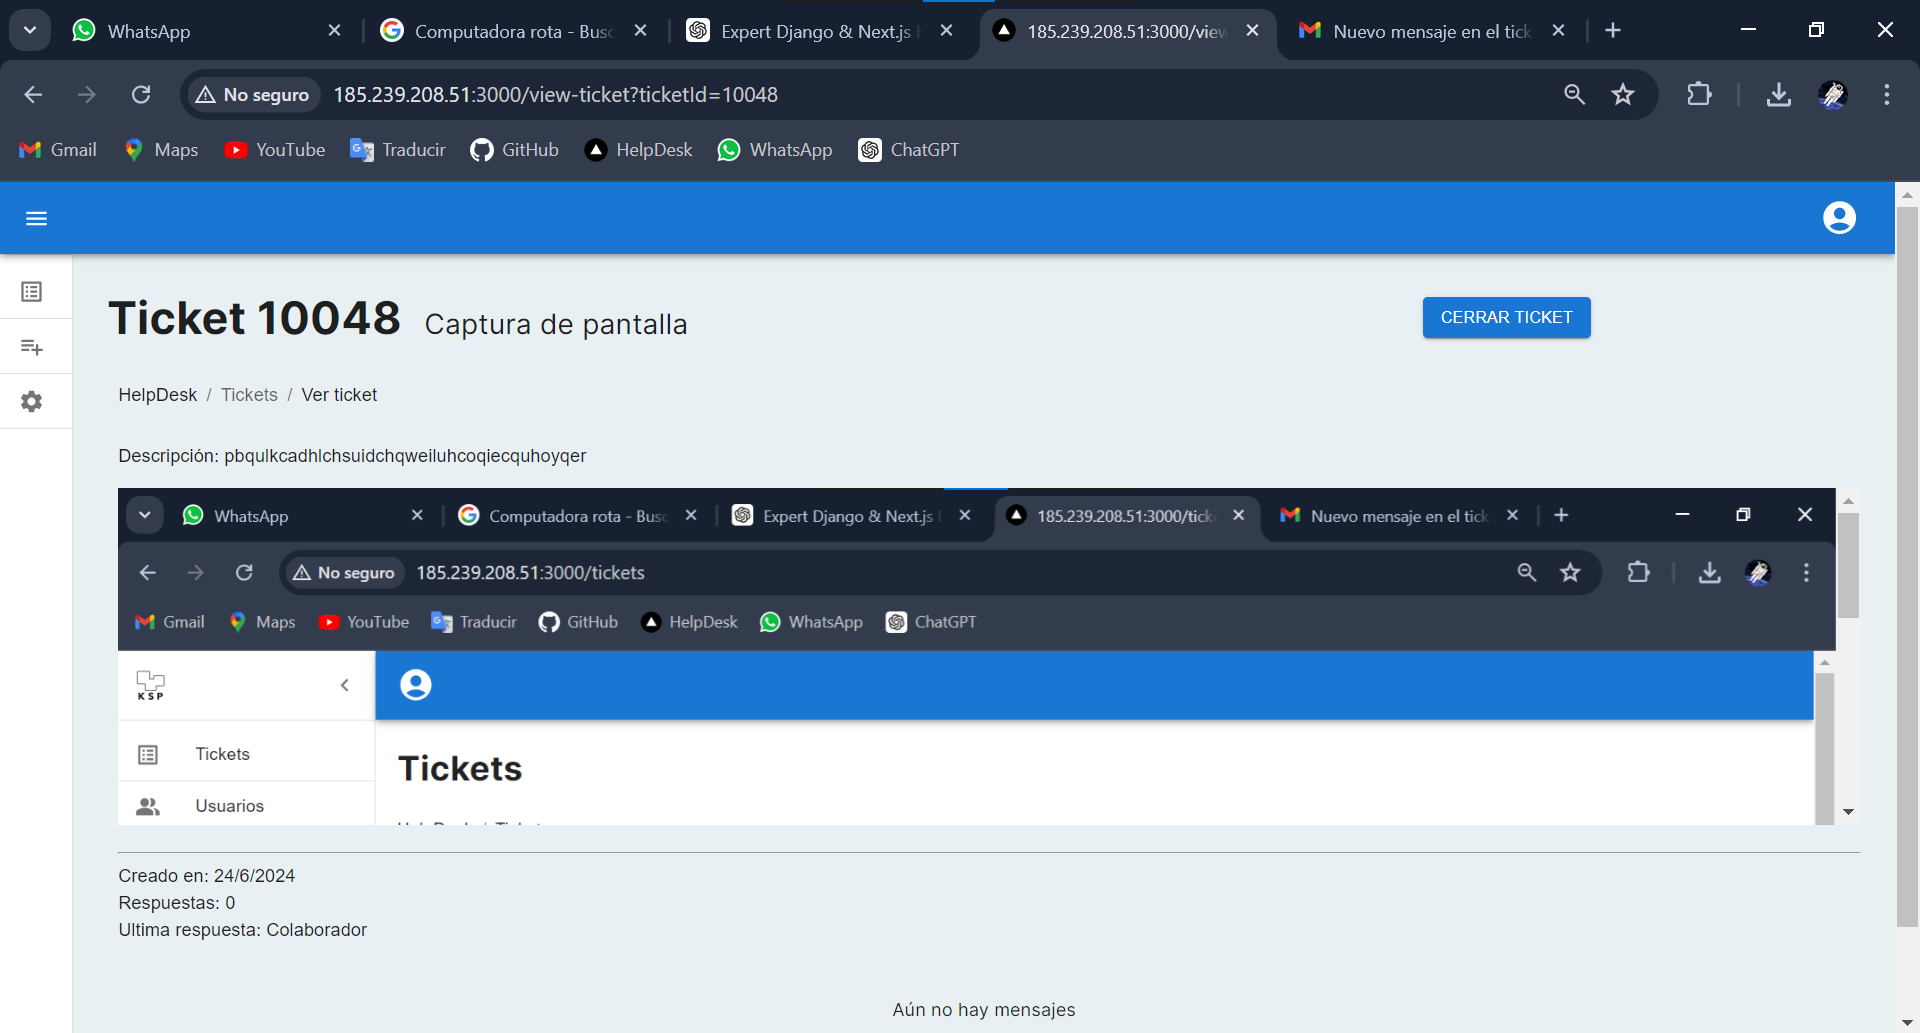 WhatsApp
Computadora rota - Busc
Expert Django & Next.js
185.239.208.51:3000/view
Nuevo mensaje en el tick
No seguro 185.239.208.51:3000/view-ticket?ticketId=10048
Gmail Maps YouTube Traducir GitHub HelpDesk WhatsApp ChatGPT
Ticket 10048 Captura de pantalla
CERRAR TICKET
HelpDesk / Tickets / Ver ticket
Descripción: pbqulkcadhlchsuidchqweiluhcoqiecquhoyqer
WhatsApp
Computadora rota - Busc
Expert Django & Next.js
185.239.208.51:3000/tick
Nuevo mensaje en el tick
No seguro 185.239.208.51:3000/tickets
Gmail Maps YouTube Traducir GitHub HelpDesk WhatsApp ChatGPT
KSP
Tickets
Tickets
Usuarios
Creado en: 24/6/2024
Respuestas: 0
Ultima respuesta: Colaborador
Aún no hay mensajes